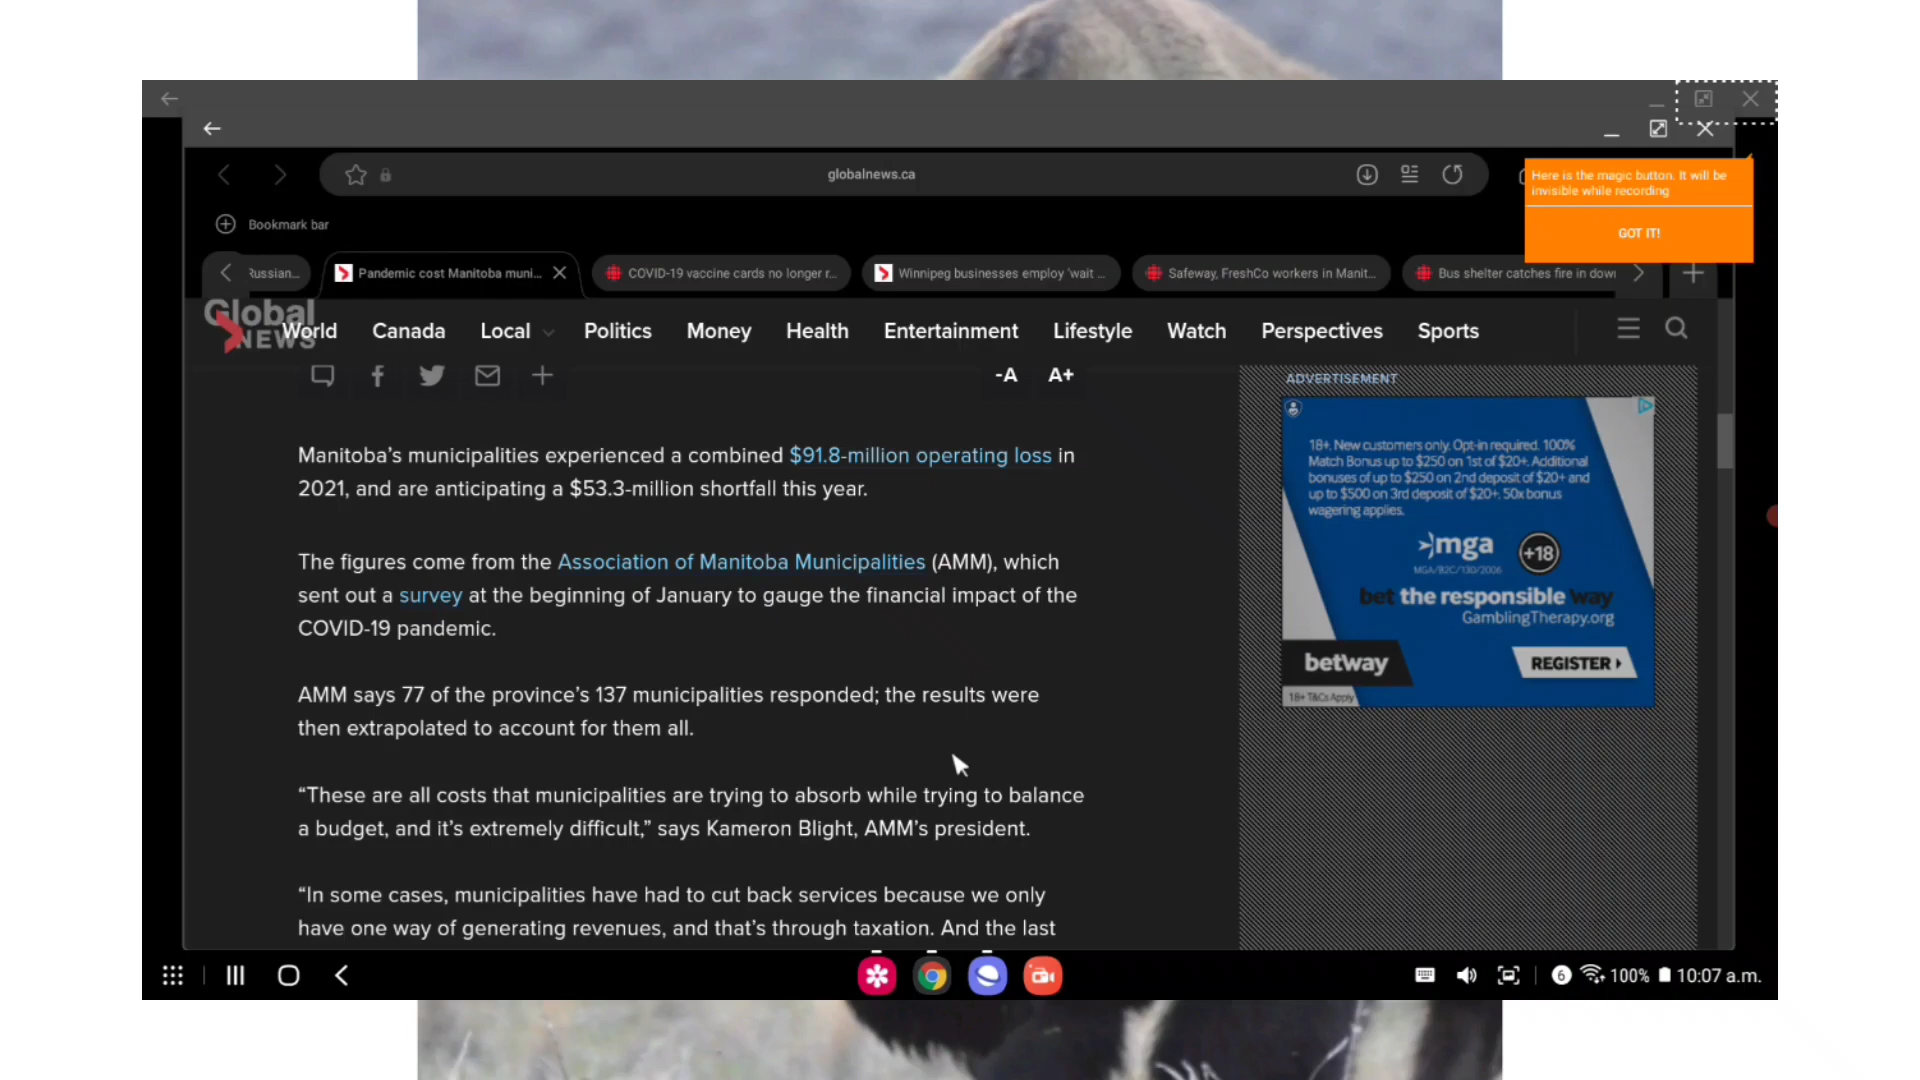 globalnews.ca
Here is the magic button. It will be
invisible while recording
GOT IT!
Bookmark bar
Russian...
Pandemic cost Manitoba muni...
COVID-19 vaccine cards no longer r...
Winnipeg businesses employ 'wait ...
Safeway, FreshCo workers in Manit...
Bus shelter catches fire in down
Global
NEWS
World
Canada
Local
Politics
Money
Health
Entertainment
Lifestyle
Watch
Perspectives
Sports
-A
A+
ADVERTISEMENT
Manitoba’s municipalities experienced a combined $91.8-million operating loss in
2021, and are anticipating a $53.3-million shortfall this year.
The figures come from the Association of Manitoba Municipalities (AMM), which
sent out a survey at the beginning of January to gauge the financial impact of the
COVID-19 pandemic.
AMM says 77 of the province’s 137 municipalities responded; the results were
then extrapolated to account for them all.
“These are all costs that municipalities are trying to absorb while trying to balance
a budget, and it’s extremely difficult,” says Kameron Blight, AMM’s president.
“In some cases, municipalities have had to cut back services because we only
have one way of generating revenues, and that’s through taxation. And the last
18+. New customers only. Opt-in required. 100%
Match Bonus up to $250 on 1st of $20+. Additional
bonuses of up to $250 on 2nd deposit of $20+ and
up to $500 on 3rd deposit of $20+. 50x bonus
wagering applies.
mga
MGA/B2C/130/2006
+18
bet the responsible way
GamblingTherapy.org
betway
REGISTER
18+ T&Cs Apply
6
100%
10:07 a.m.